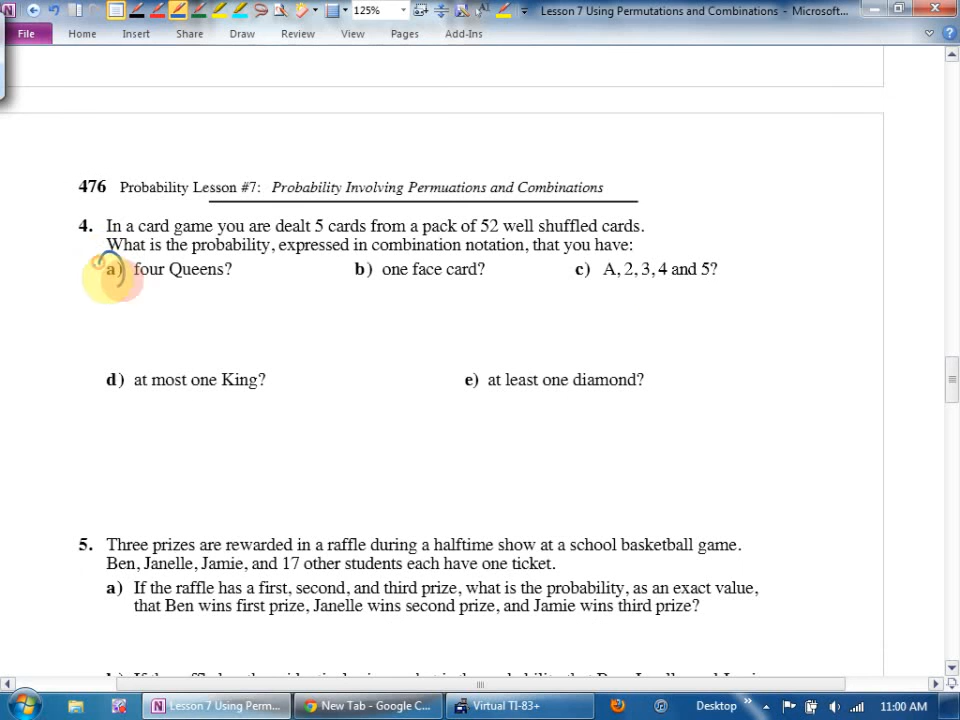 125%
Lesson 7 Using Permutations and Combinations - Microsoft...
File Home Insert Share Draw Review View Pages Add-Ins
476 Probability Lesson #7: Probability Involving Permuations and Combinations
4. In a card game you are dealt 5 cards from a pack of 52 well shuffled cards.
What is the probability, expressed in combination notation, that you have:
a) four Queens? b) one face card? c) A, 2, 3, 4 and 5?
d) at most one King? e) at least one diamond?
5. Three prizes are rewarded in a raffle during a halftime show at a school basketball game.
Ben, Janelle, Jamie, and 17 other students each have one ticket.
a) If the raffle has a first, second, and third prize, what is the probability, as an exact value,
that Ben wins first prize, Janelle wins second prize, and Jamie wins third prize?
Lesson 7 Using Perm... New Tab - Google C... Virtual TI-83+ Desktop 11:00 AM